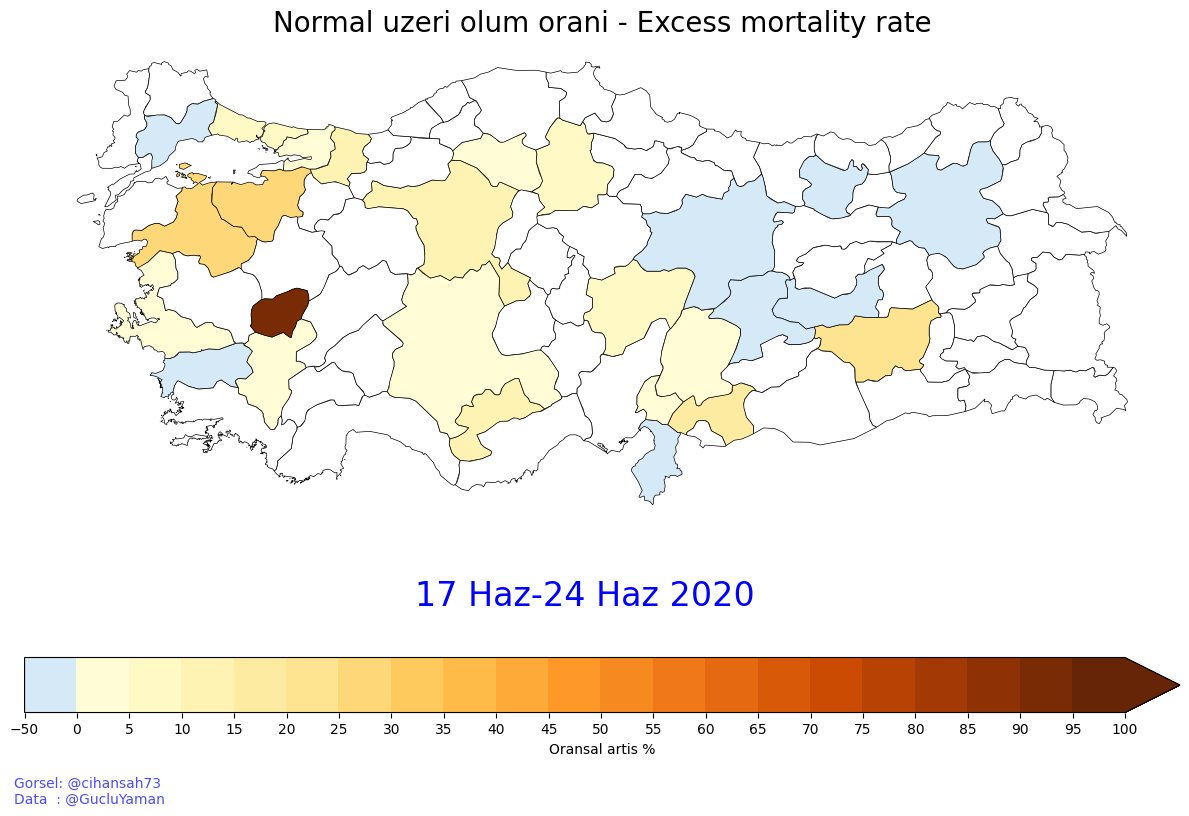 Normal uzeri olum orani - Excess mortality rate
17 Haz-24 Haz 2020
−50 0 5 10 15 20 25 30 35 40 45 50 55 60 65 70 75 80 85 90 95 100
Oransal artis %
Gorsel: @cihansah73
Data  : @GucluYaman